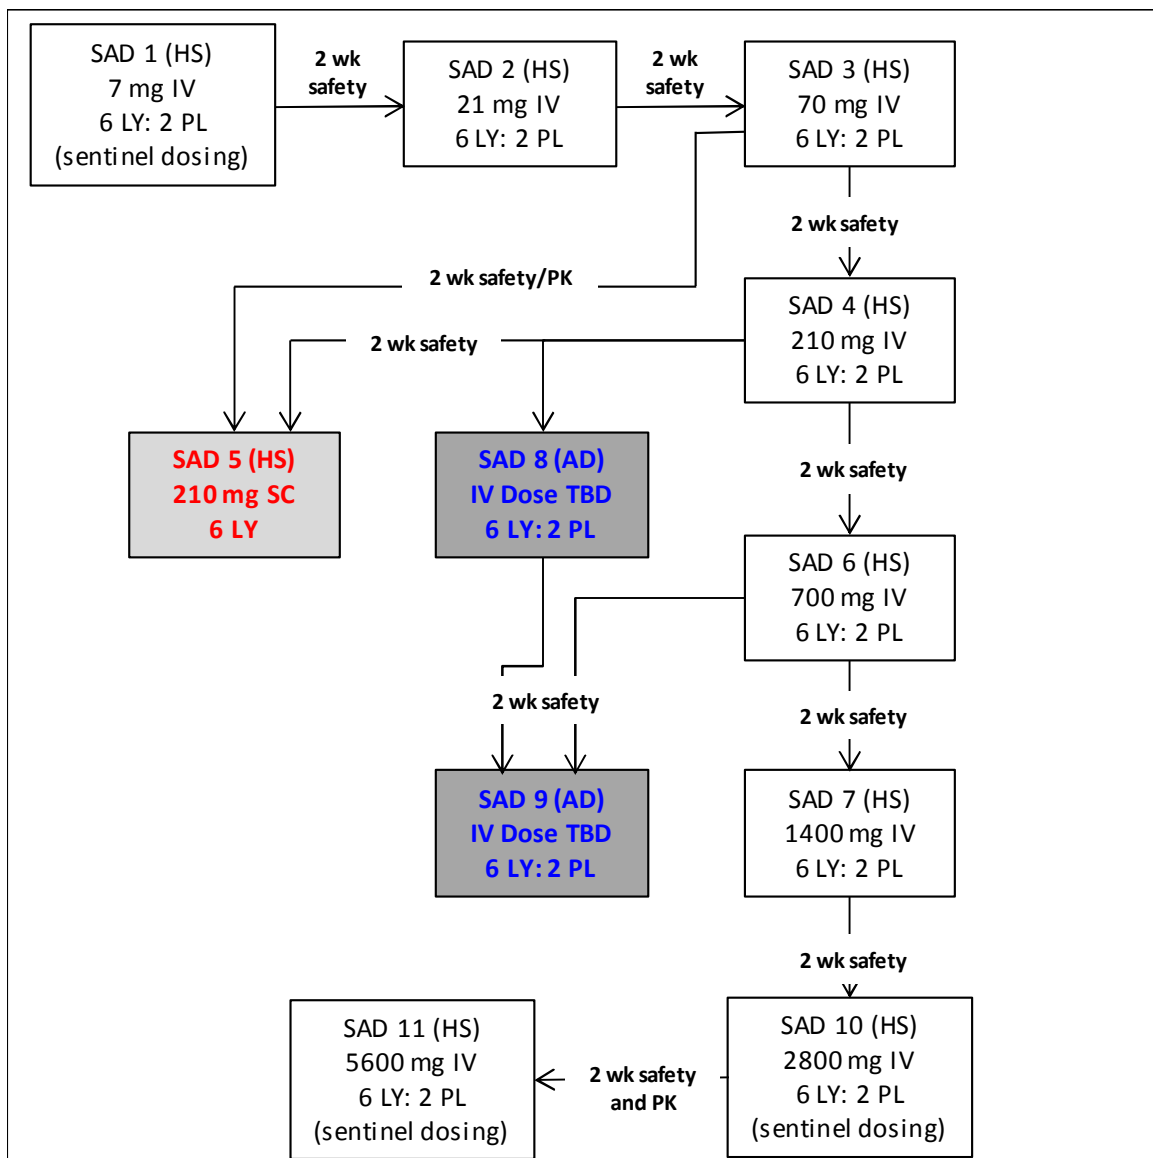 SAD 1 (HS)
7 mg IV
6 LY: 2 PL
(sentinel dosing)
2 wk
safety
SAD 2 (HS)
21 mg IV
6 LY: 2 PL
2 wk
safety
SAD 3 (HS)
70 mg IV
6 LY: 2 PL
2 wk safety
2 wk safety/PK
SAD 4 (HS)
210 mg IV
6 LY: 2 PL
2 wk safety
SAD 5 (HS)
210 mg SC
6 LY
SAD 8 (AD)
IV Dose TBD
6 LY: 2 PL
2 wk safety
SAD 6 (HS)
700 mg IV
6 LY: 2 PL
2 wk safety
2 wk safety
SAD 9 (AD)
IV Dose TBD
6 LY: 2 PL
SAD 7 (HS)
1400 mg IV
6 LY: 2 PL
2 wk safety
SAD 11 (HS)
5600 mg IV
6 LY: 2 PL
(sentinel dosing)
2 wk safety
and PK
SAD 10 (HS)
2800 mg IV
6 LY: 2 PL
(sentinel dosing)